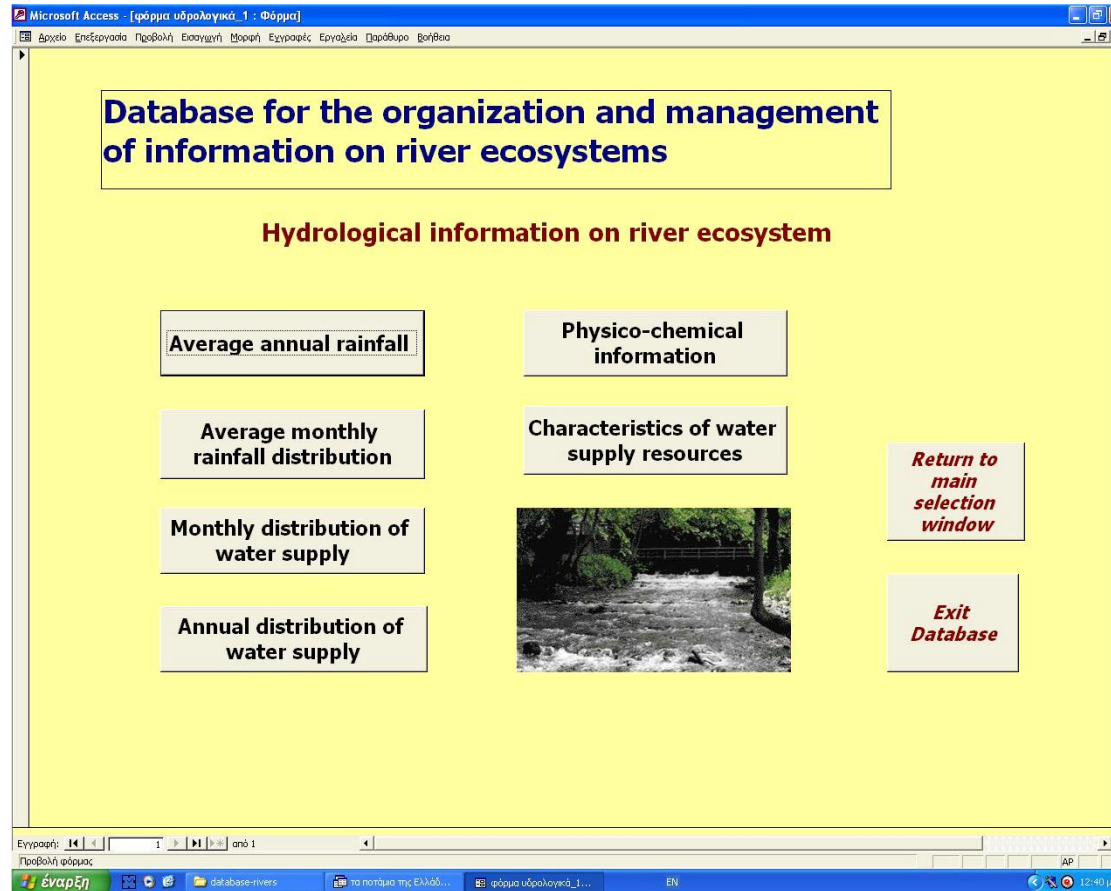 Microsoft Access - [φόρμα υδρολογικά_1 : Φόρμα]
Αρχείο Επεξεργασία Προβολή Εισαγωγή Μορφή Εγγραφές Εργαλεία Παράθυρο Βοήθεια
Database for the organization and management
of information on river ecosystems
Hydrological information on river ecosystem
Average annual rainfall
Physico-chemical
information
Average monthly
rainfall distribution
Characteristics of water
supply resources
Return to
main
selection
window
Monthly distribution of
water supply
Annual distribution of
water supply
Exit
Database
Εγγραφή: 1 από 1
Προβολή φόρμας
ΑΡ
έναρξη database-rivers τα ποτάμια της Ελλάδ... φόρμα υδρολογικά_1... EN 12:40 μ